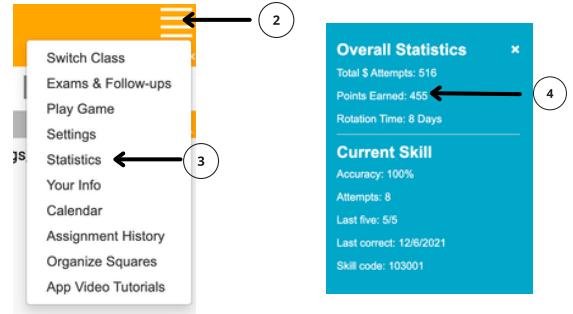 2
Switch Class
Exams & Follow-ups
Play Game
Settings
gs,
Statistics
3
Your Info
Calendar
Assignment History
Organize Squares
App Video Tutorials
Overall Statistics ×
Total $ Attempts: 516
Points Earned: 455
4
Rotation Time: 8 Days
Current Skill
Accuracy: 100%
Attempts: 8
Last five: 5/5
Last correct: 12/6/2021
Skill code: 103001